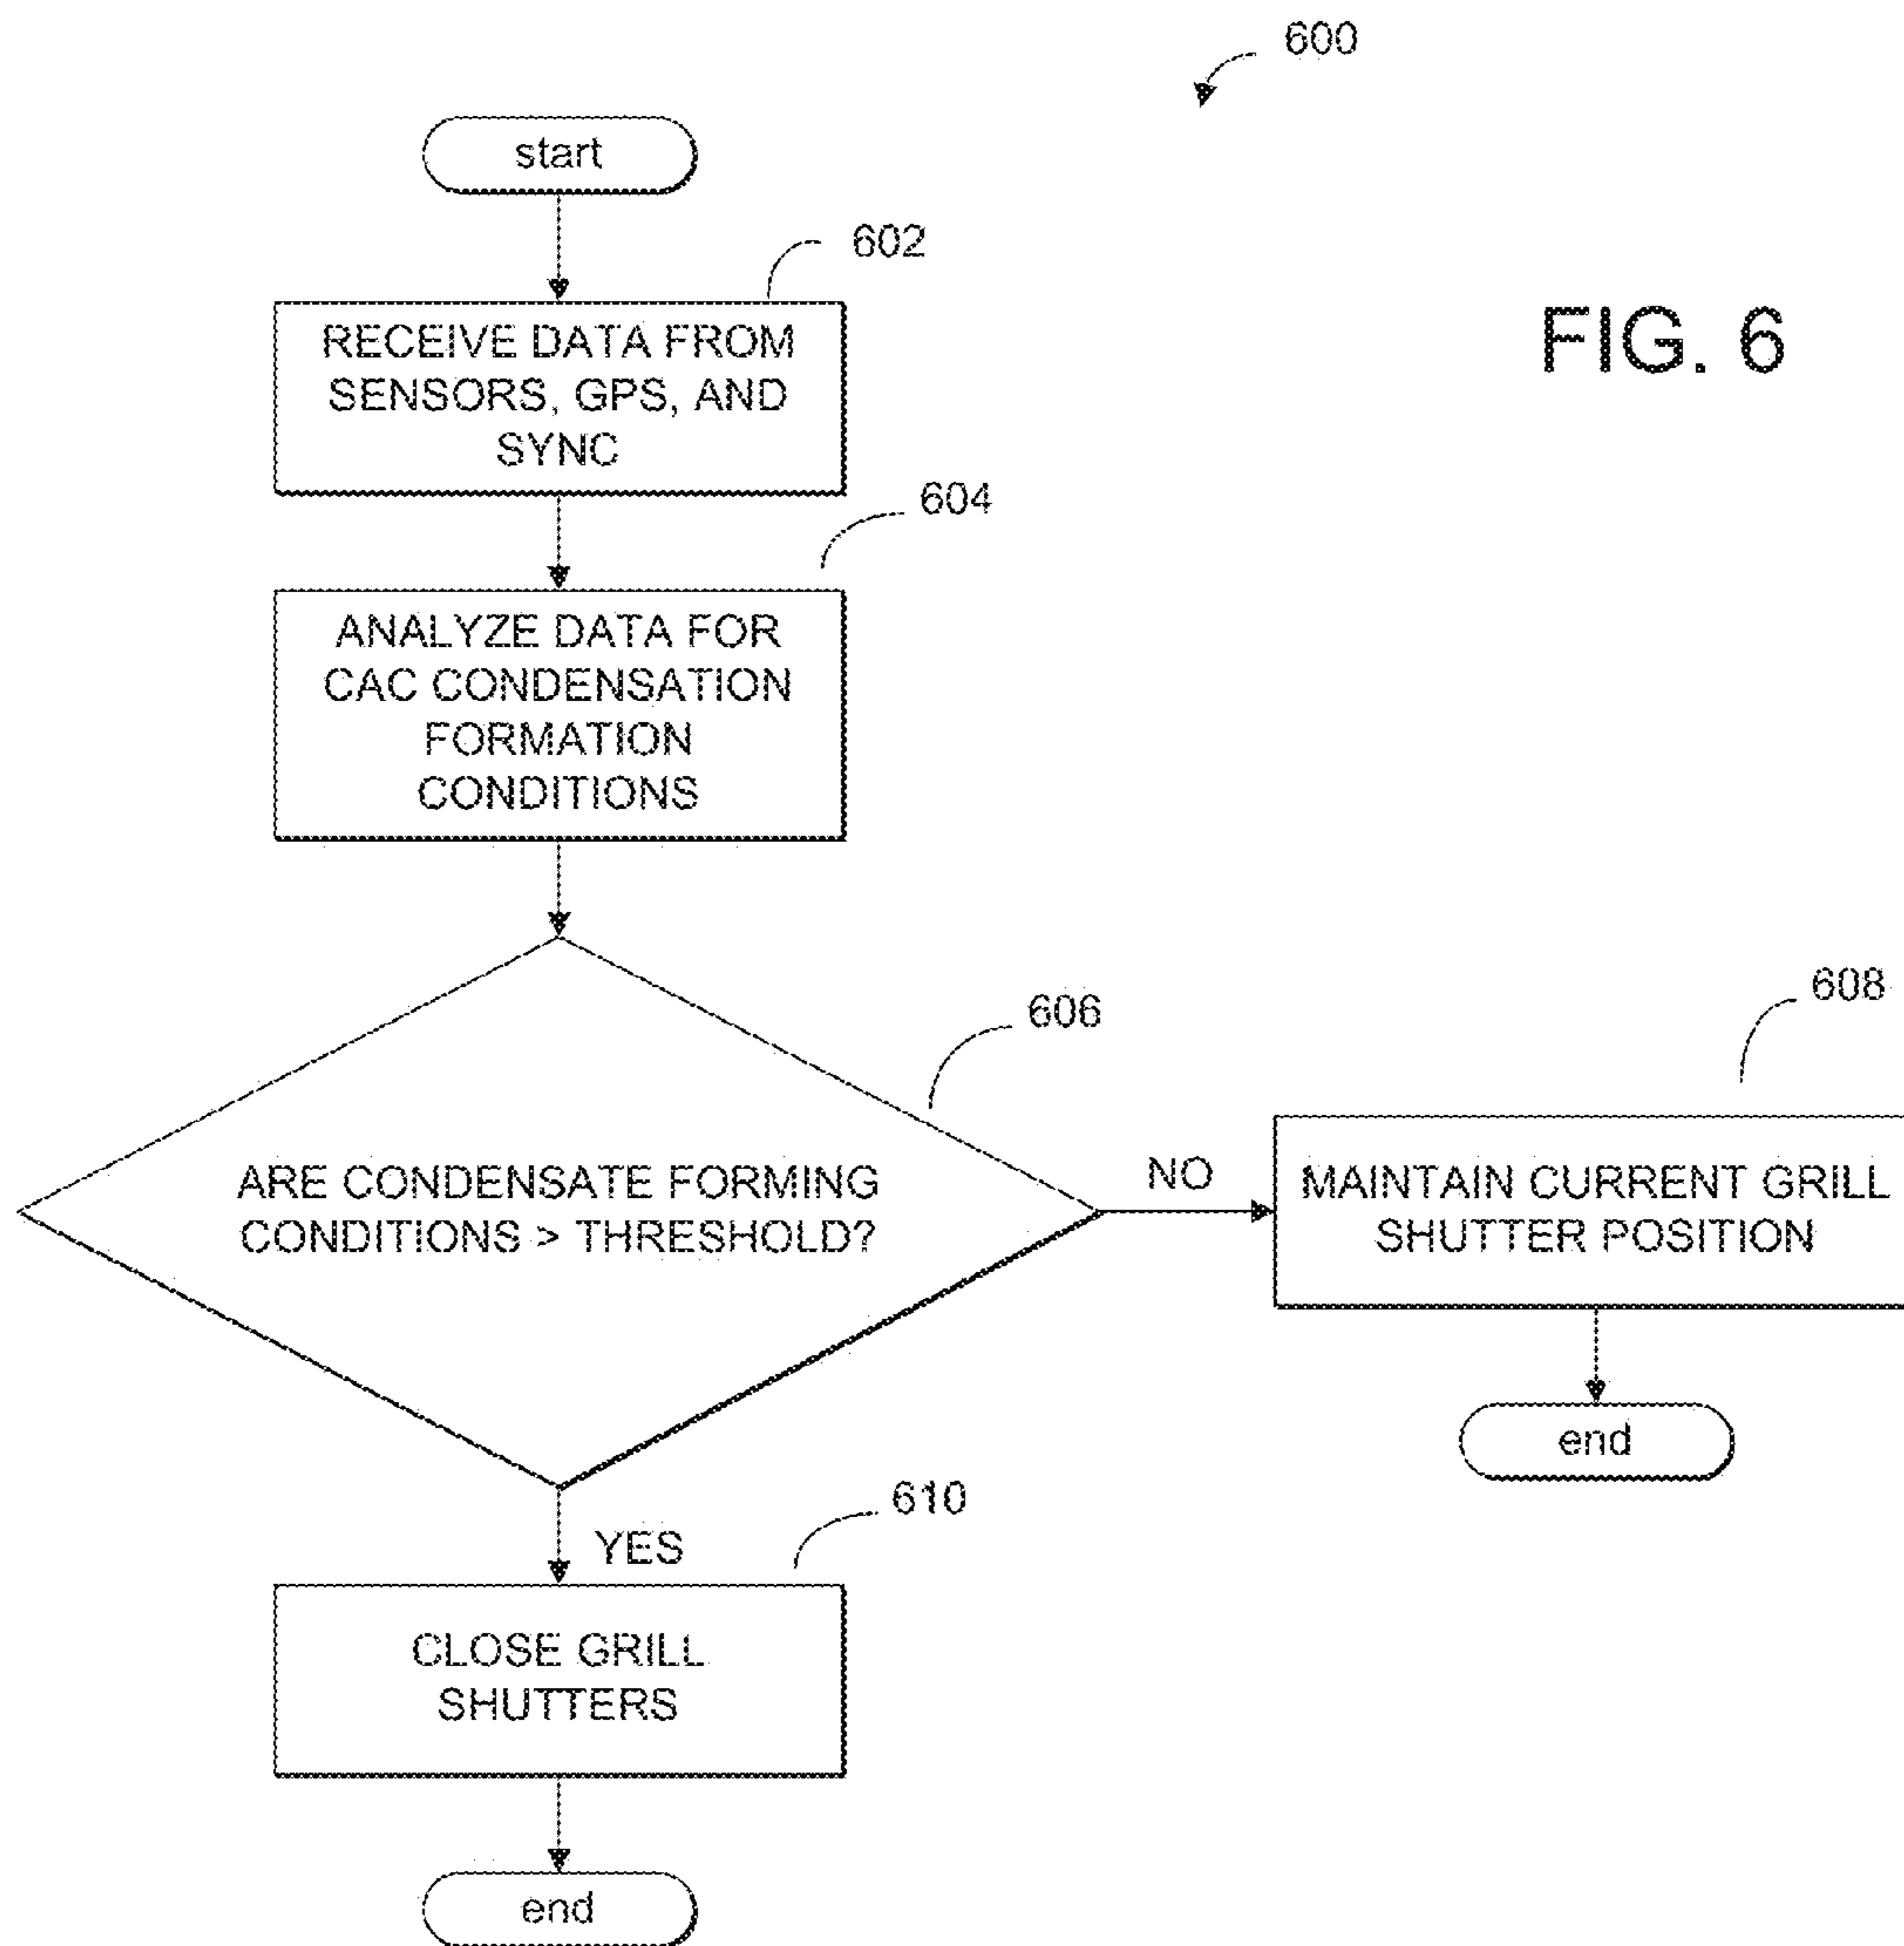 600
start
602
RECEIVE DATA FROM
SENSORS, GPS, AND
SYNC
FIG. 6
604
ANALYZE DATA FOR
CAC CONDENSATION
FORMATION
CONDITIONS
606
608
ARE CONDENSATE FORMING
CONDITIONS > THRESHOLD?
NO
MAINTAIN CURRENT GRILL
SHUTTER POSITION
end
610
YES
CLOSE GRILL
SHUTTERS
end